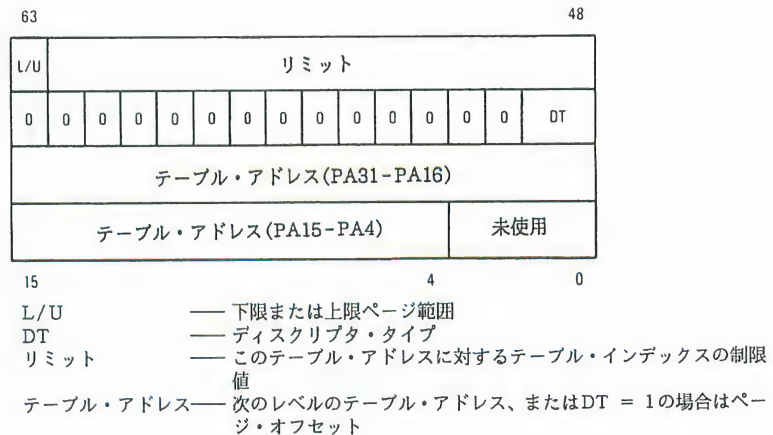 63 48
L/U リミット
0 0 0 0 0 0 0 0 0 0 0 0 0 0 DT
テーブル・アドレス(PA31-PA16)
テーブル・アドレス(PA15-PA4) 未使用
15 4 0
L/U —— 下限または上限ページ範囲
DT —— ディスクリプタ・タイプ
リミット —— このテーブル・アドレスに対するテーブル・インデックスの制限
値
テーブル・アドレス—— 次のレベルのテーブル・アドレス、またはDT = 1の場合はペー
ジ・オフセット